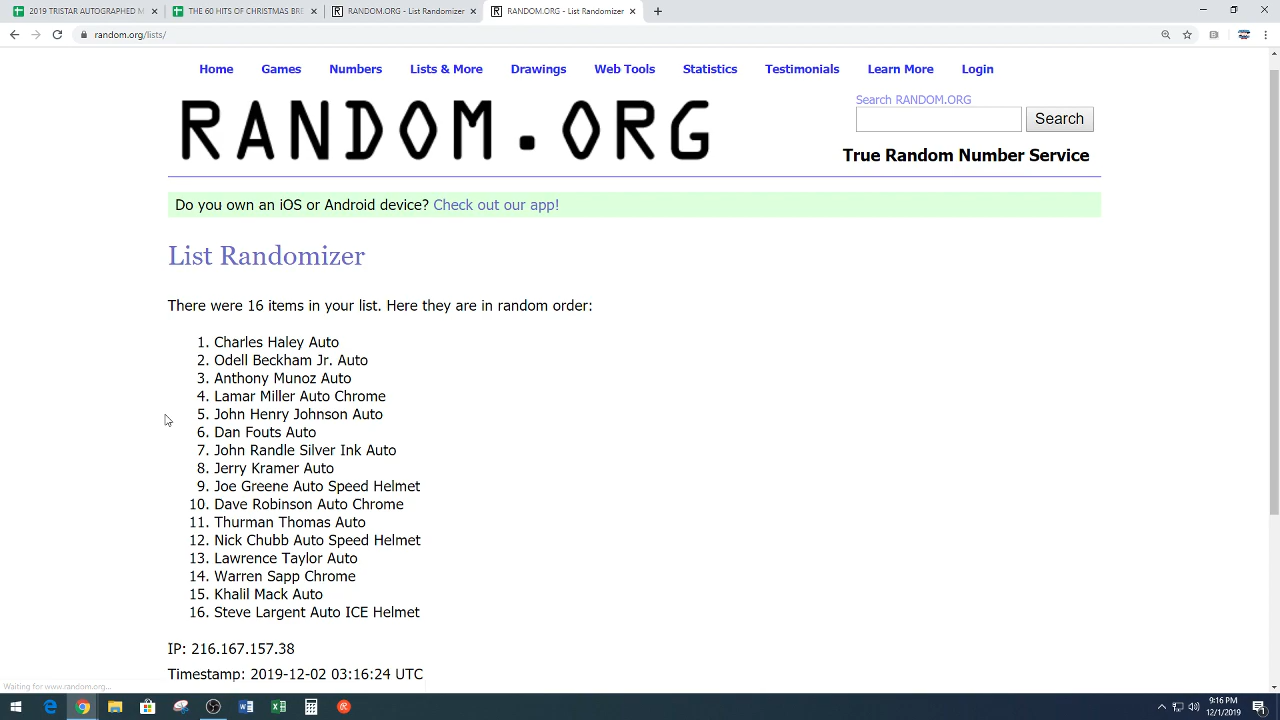 2019 TRISTAR AUTOGRAPHED M
THE 60 HITS OF CHRISTMAS BRE
RANDOM.ORG - List Randomizer
RANDOM.ORG - List Randomizer
random.org/lists/
Home Games Numbers Lists & More Drawings Web Tools Statistics Testimonials Learn More Login
RANDOM.ORG
Search RANDOM.ORG
Search
True Random Number Service
Do you own an iOS or Android device? Check out our app!
List Randomizer
There were 16 items in your list. Here they are in random order:
1. Charles Haley Auto
2. Odell Beckham Jr. Auto
3. Anthony Munoz Auto
4. Lamar Miller Auto Chrome
5. John Henry Johnson Auto
6. Dan Fouts Auto
7. John Randle Silver Ink Auto
8. Jerry Kramer Auto
9. Joe Greene Auto Speed Helmet
10. Dave Robinson Auto Chrome
11. Thurman Thomas Auto
12. Nick Chubb Auto Speed Helmet
13. Lawrence Taylor Auto
14. Warren Sapp Chrome
15. Khalil Mack Auto
16. Steve Largent Auto ICE Helmet
IP: 216.167.157.38
Timestamp: 2019-12-02 03:16:24 UTC
Waiting for www.random.org...
9:16 PM
12/1/2019